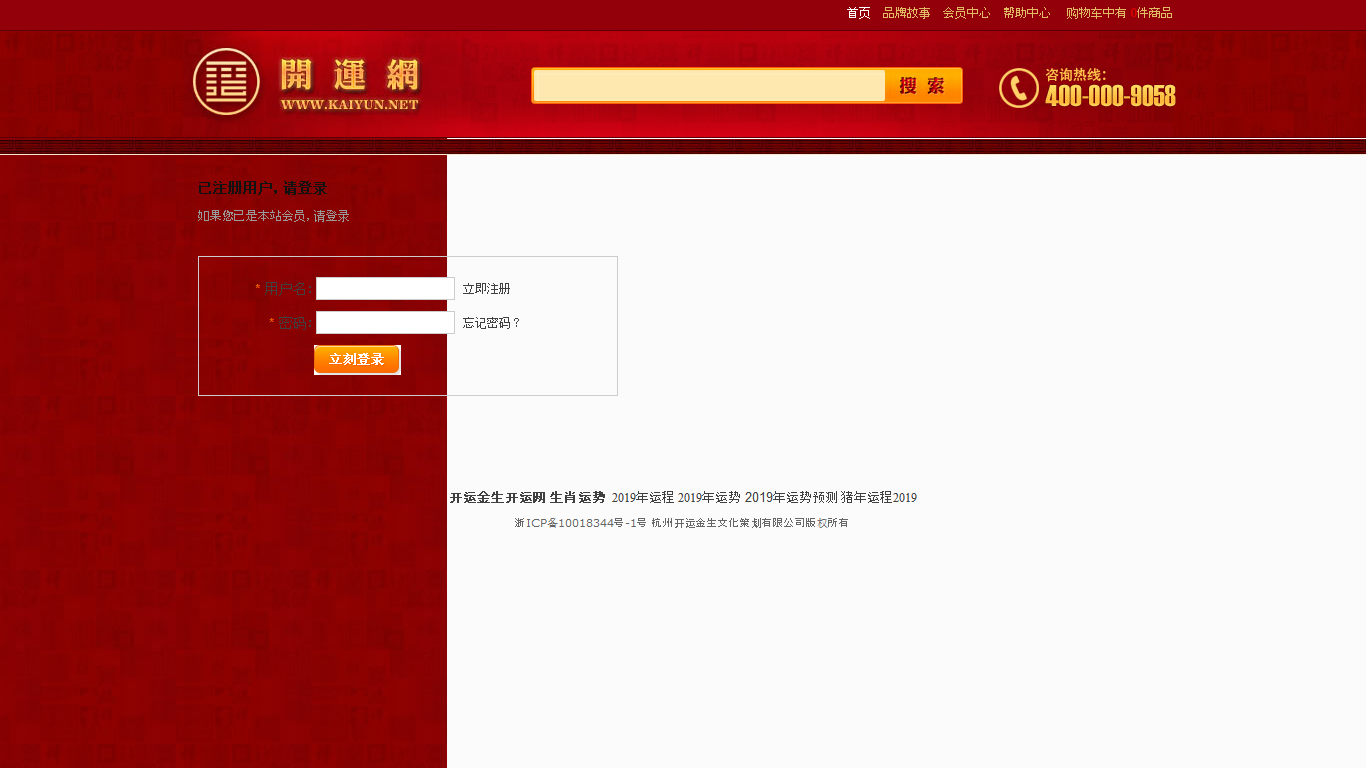 首页 品牌故事 会员中心 帮助中心 购物车中有 0 件商品
開運網
WWW.KAIYUN.NET
搜索
咨询热线：
400-000-9058
已注册用户，请登录
如果您已是本站会员，请登录
* 用户名： 立即注册
* 密码： 忘记密码？
立刻登录
开运金生开运网 生肖运势 2019年运程 2019年运势 2019年运势预测 猪年运程2019
浙ICP备10018344号-1号 杭州开运金生文化策划有限公司版权所有